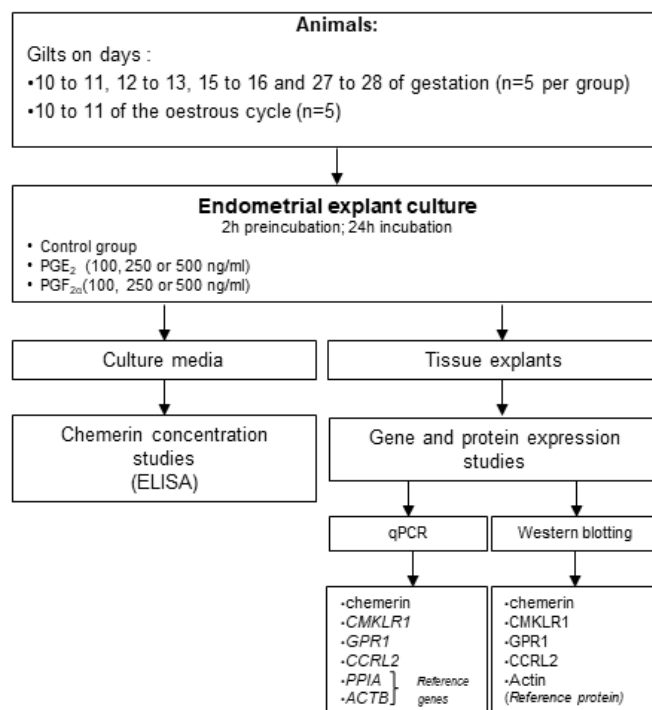 Animals:
Gilts on days :
•10 to 11, 12 to 13, 15 to 16 and 27 to 28 of gestation (n=5 per group)
•10 to 11 of the oestrous cycle (n=5)
Endometrial explant culture
2h preincubation; 24h incubation
• Control group
• PGE2 (100, 250 or 500 ng/ml)
• PGF2α(100, 250 or 500 ng/ml)
Culture media
Tissue explants
Chemerin concentration
studies
(ELISA)
Gene and protein expression
studies
qPCR
Western blotting
•chemerin
•CMKLR1
•GPR1
•CCRL2
•PPIA
•ACTB
Reference
genes
•chemerin
•CMKLR1
•GPR1
•CCRL2
•Actin
(Reference protein)